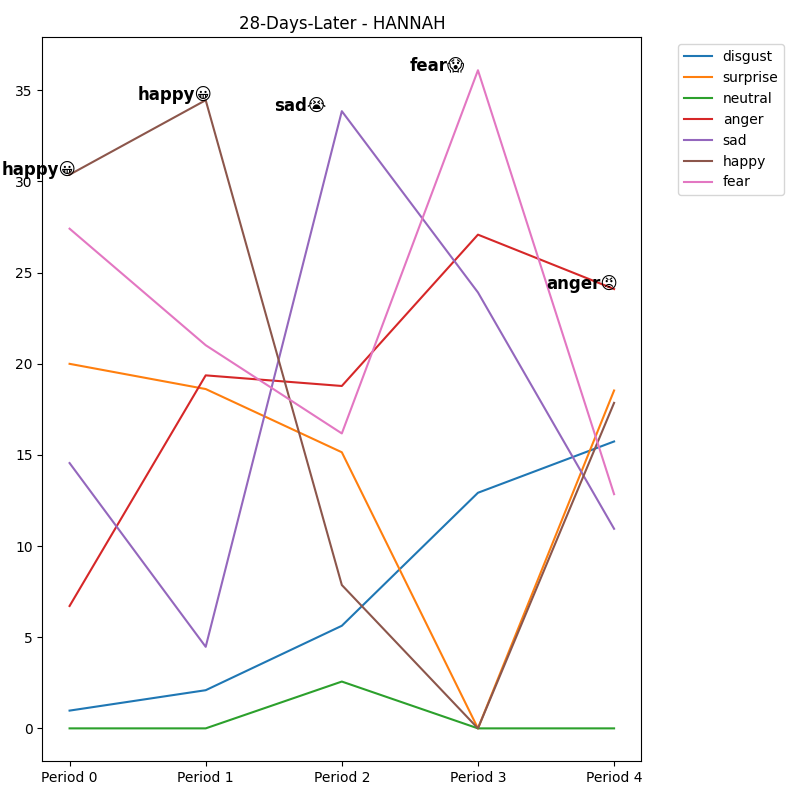 28-Days-Later - HANNAH
disgust
surprise
neutral
anger
sad
happy
fear
happy😀
happy😀
sad😭
fear😱
anger😡
35
30
25
20
15
10
5
0
Period 0 Period 1 Period 2 Period 3 Period 4